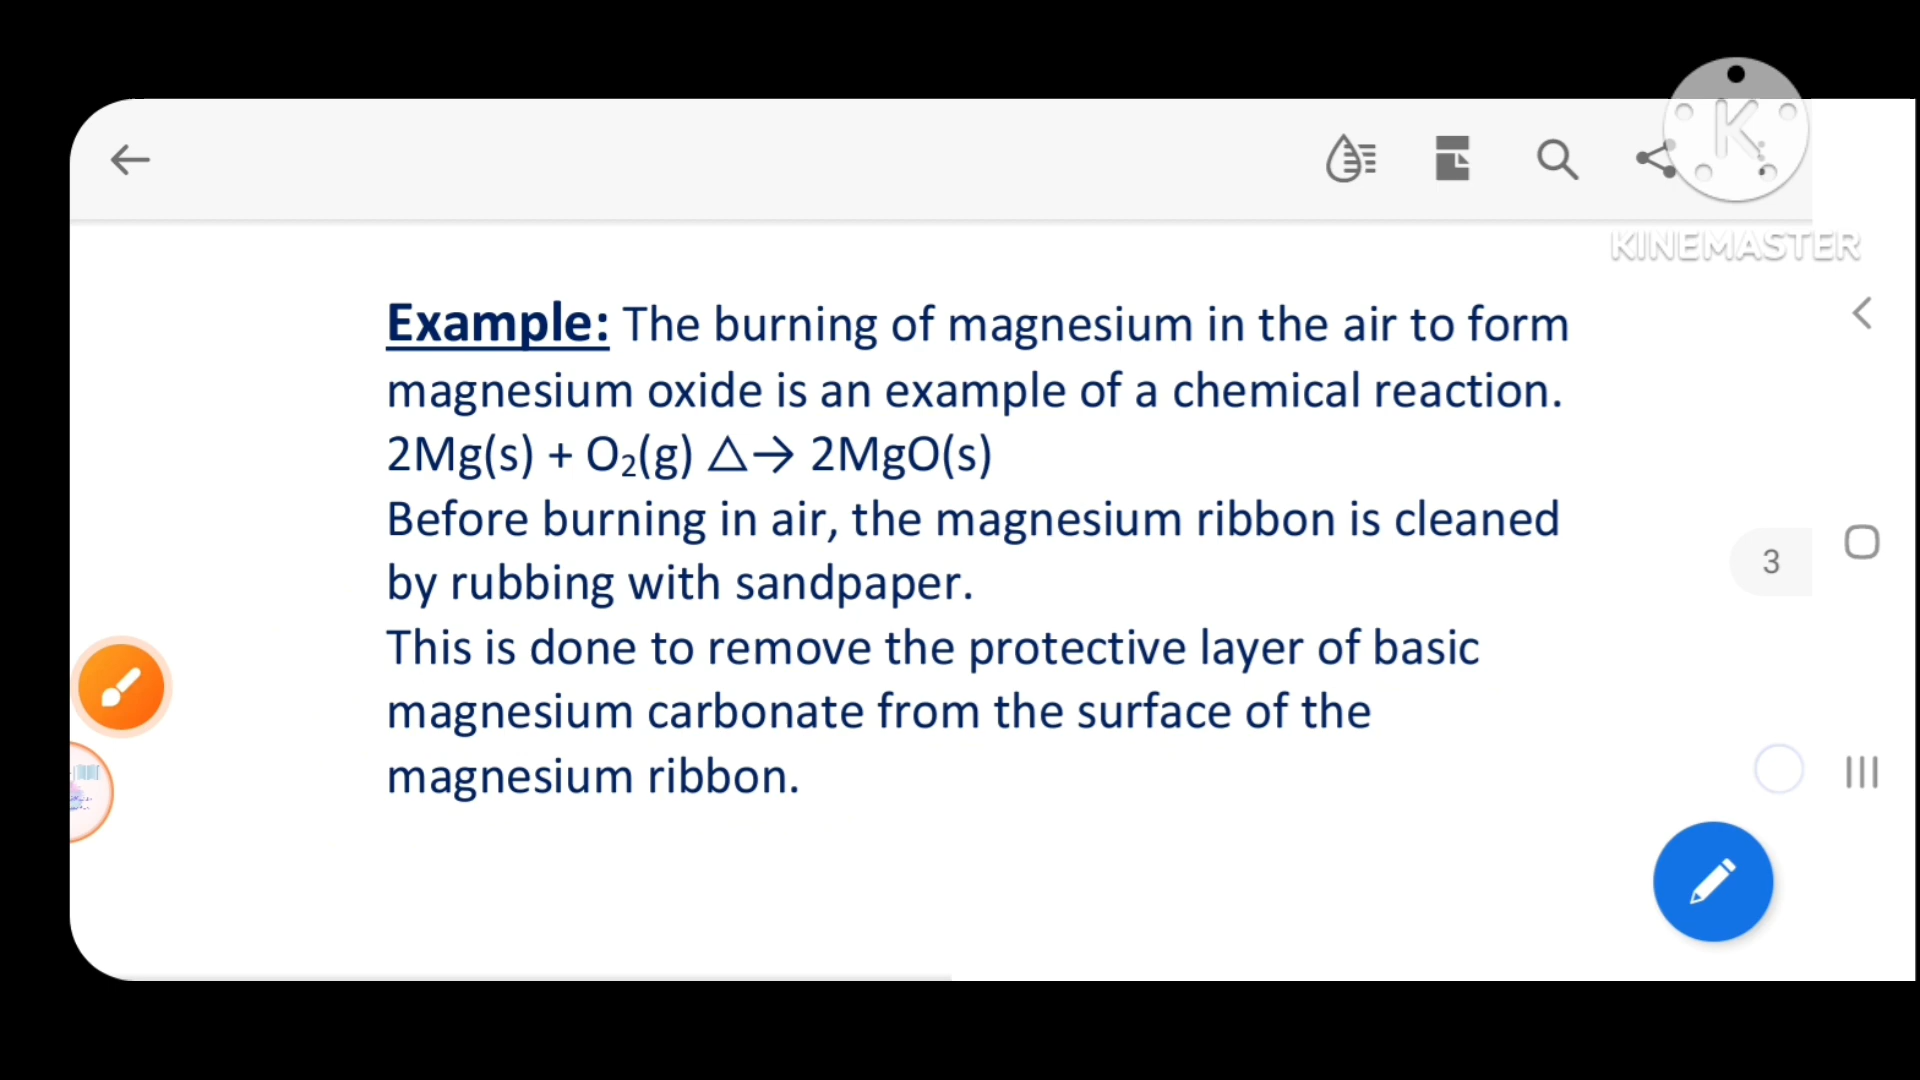 K
KINEMASTER
Example: The burning of magnesium in the air to form
magnesium oxide is an example of a chemical reaction.
2Mg(s) + O₂(g) △→ 2MgO(s)
Before burning in air, the magnesium ribbon is cleaned
by rubbing with sandpaper.
3
This is done to remove the protective layer of basic
magnesium carbonate from the surface of the
magnesium ribbon.